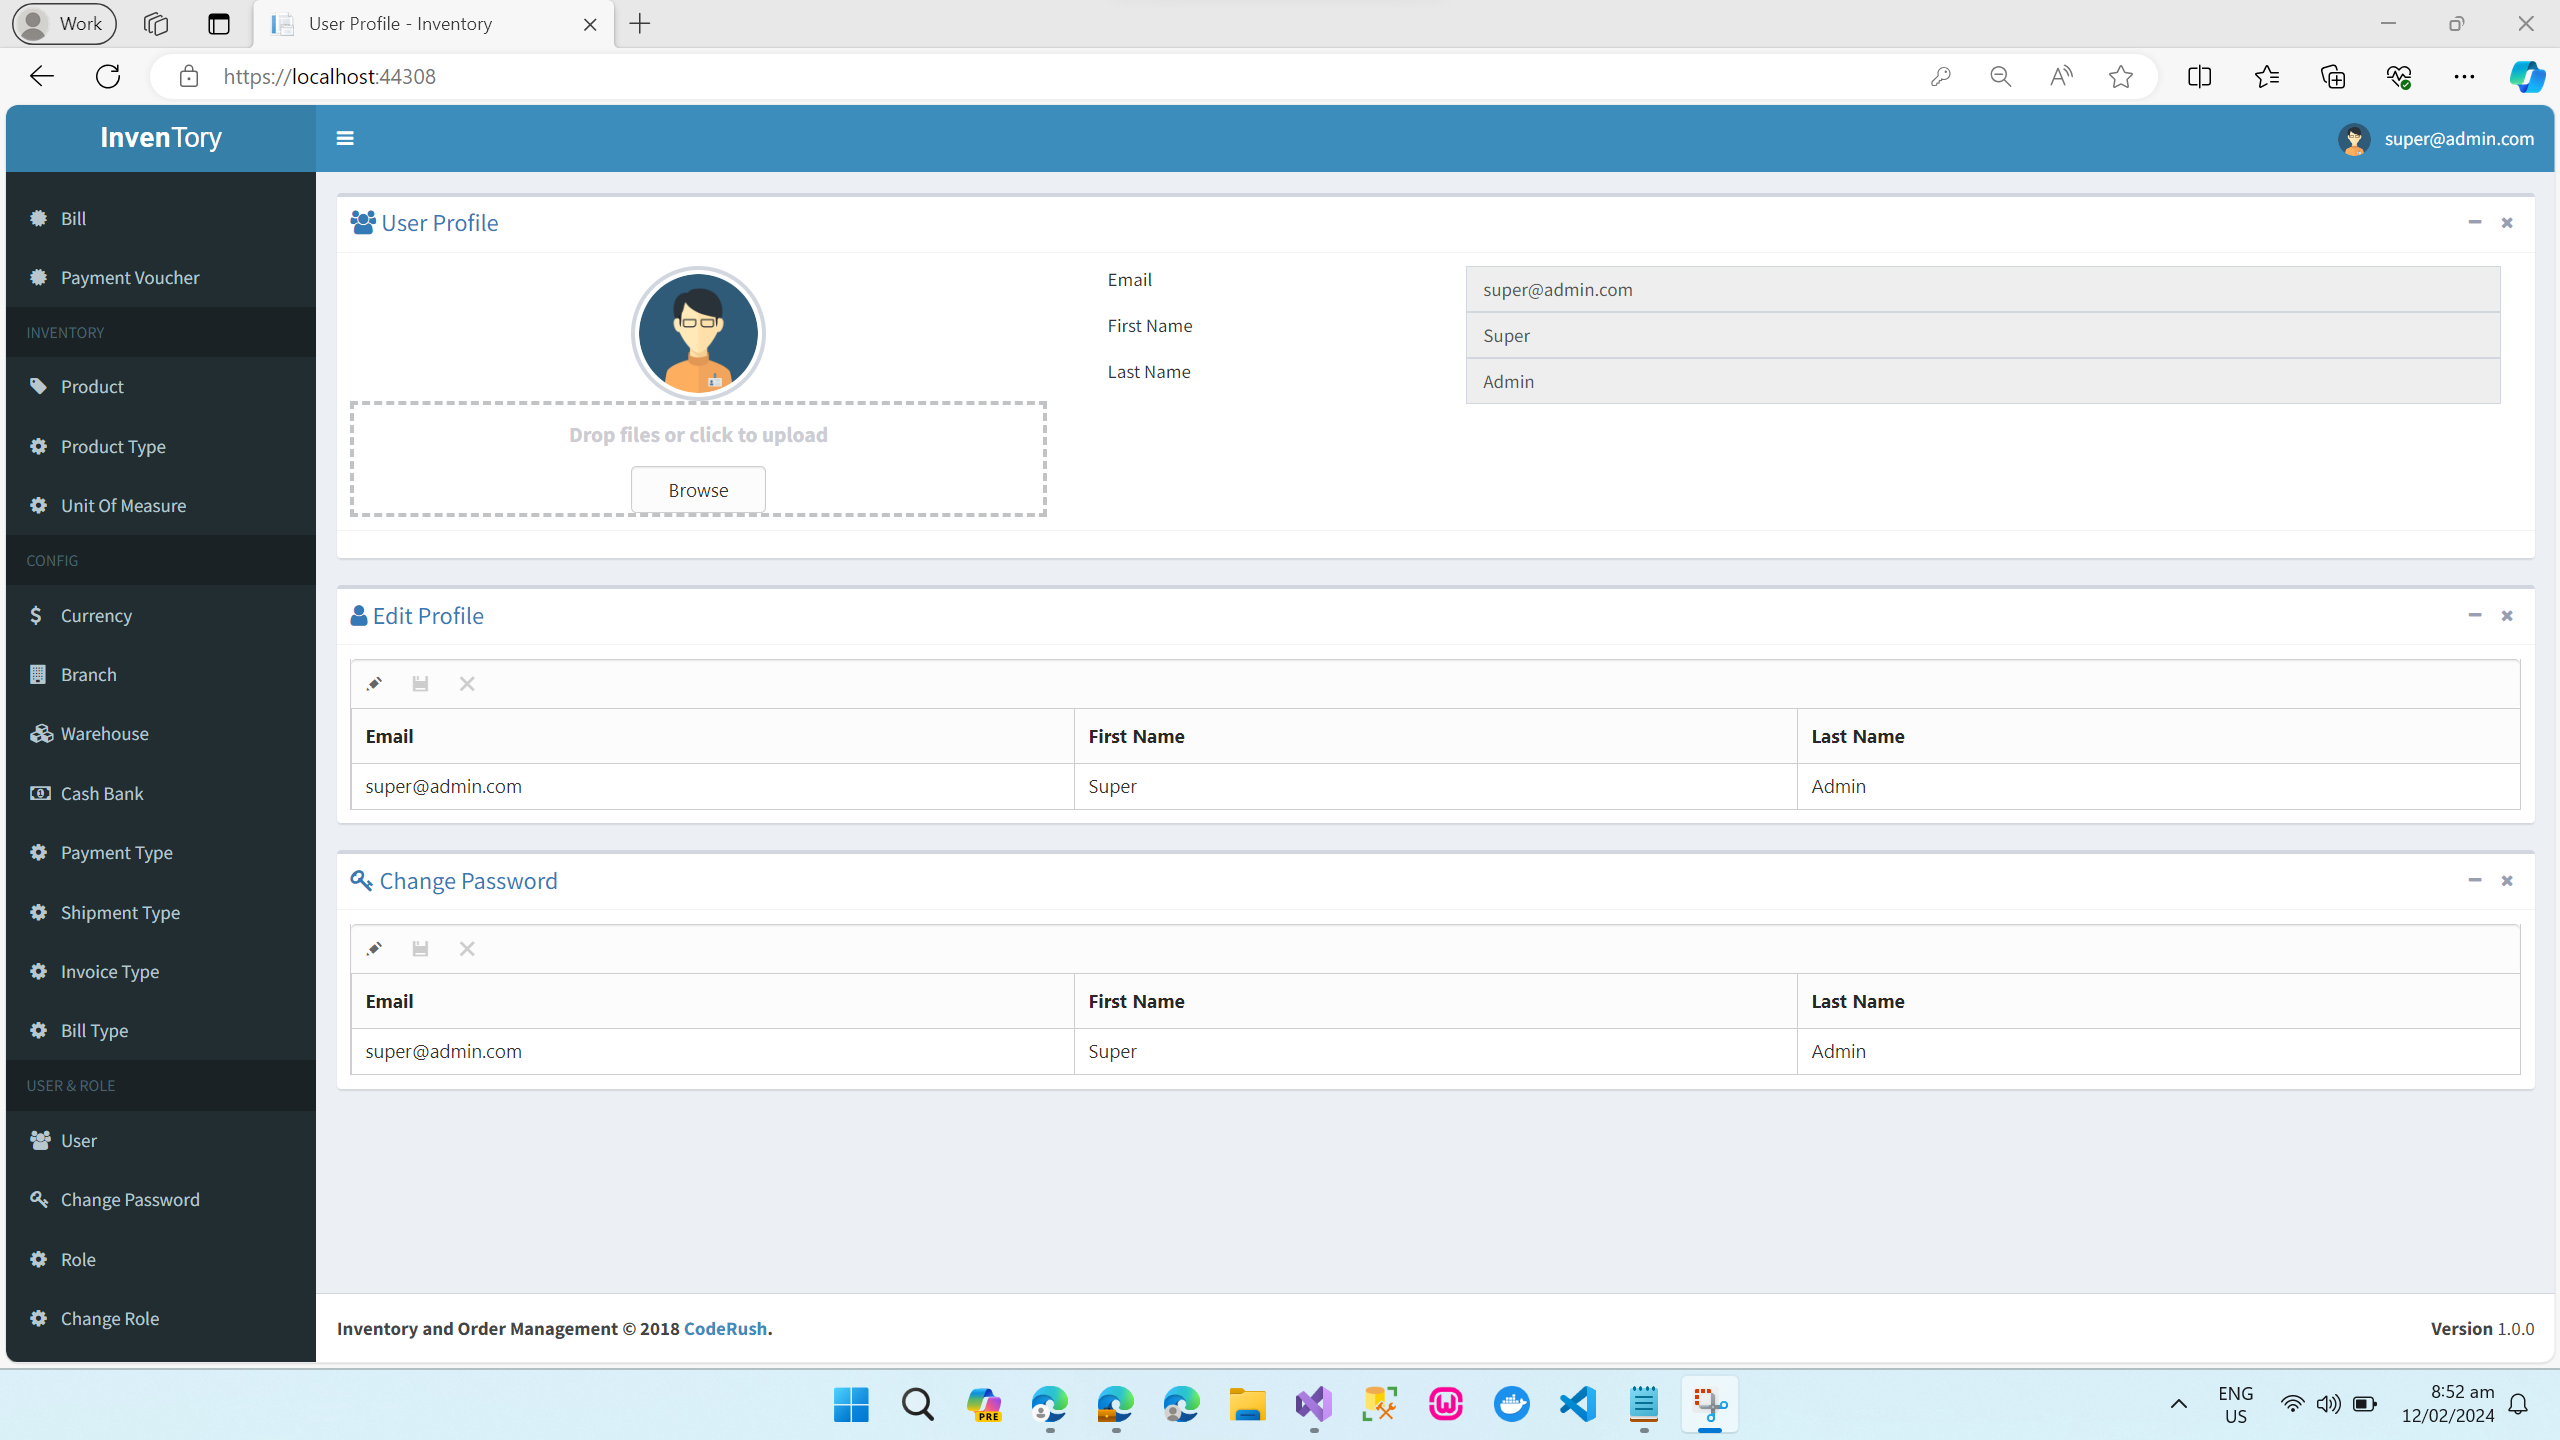 Work
User Profile - Inventory
https://localhost:44308
InvenTory
super@admin.com
Bill
Payment Voucher
INVENTORY
Product
Product Type
Unit Of Measure
CONFIG
Currency
Branch
Warehouse
Cash Bank
Payment Type
Shipment Type
Invoice Type
Bill Type
USER & ROLE
User
Change Password
Role
Change Role
User Profile
Drop files or click to upload
Browse
Email
super@admin.com
First Name
Super
Last Name
Admin
Edit Profile
Email First Name Last Name
super@admin.com Super Admin
Change Password
Email First Name Last Name
super@admin.com Super Admin
Inventory and Order Management © 2018 CodeRush.
Version 1.0.0
PRE
ENG
US
8:52 am
12/02/2024